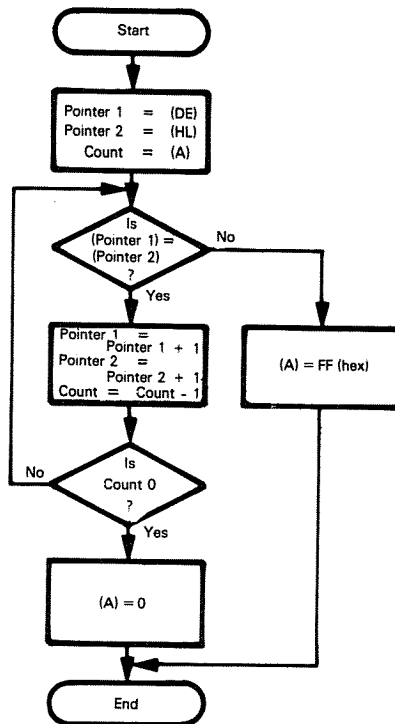 Start
Pointer 1 = (DE)
Pointer 2 = (HL)
Count = (A)
Is
(Pointer 1) =
(Pointer 2)
?
No
Yes
Pointer 1 =
Pointer 1 + 1
Pointer 2 =
Pointer 2 + 1
Count = Count - 1
(A) = FF (hex)
Is
Count 0
?
No
Yes
(A) = 0
End